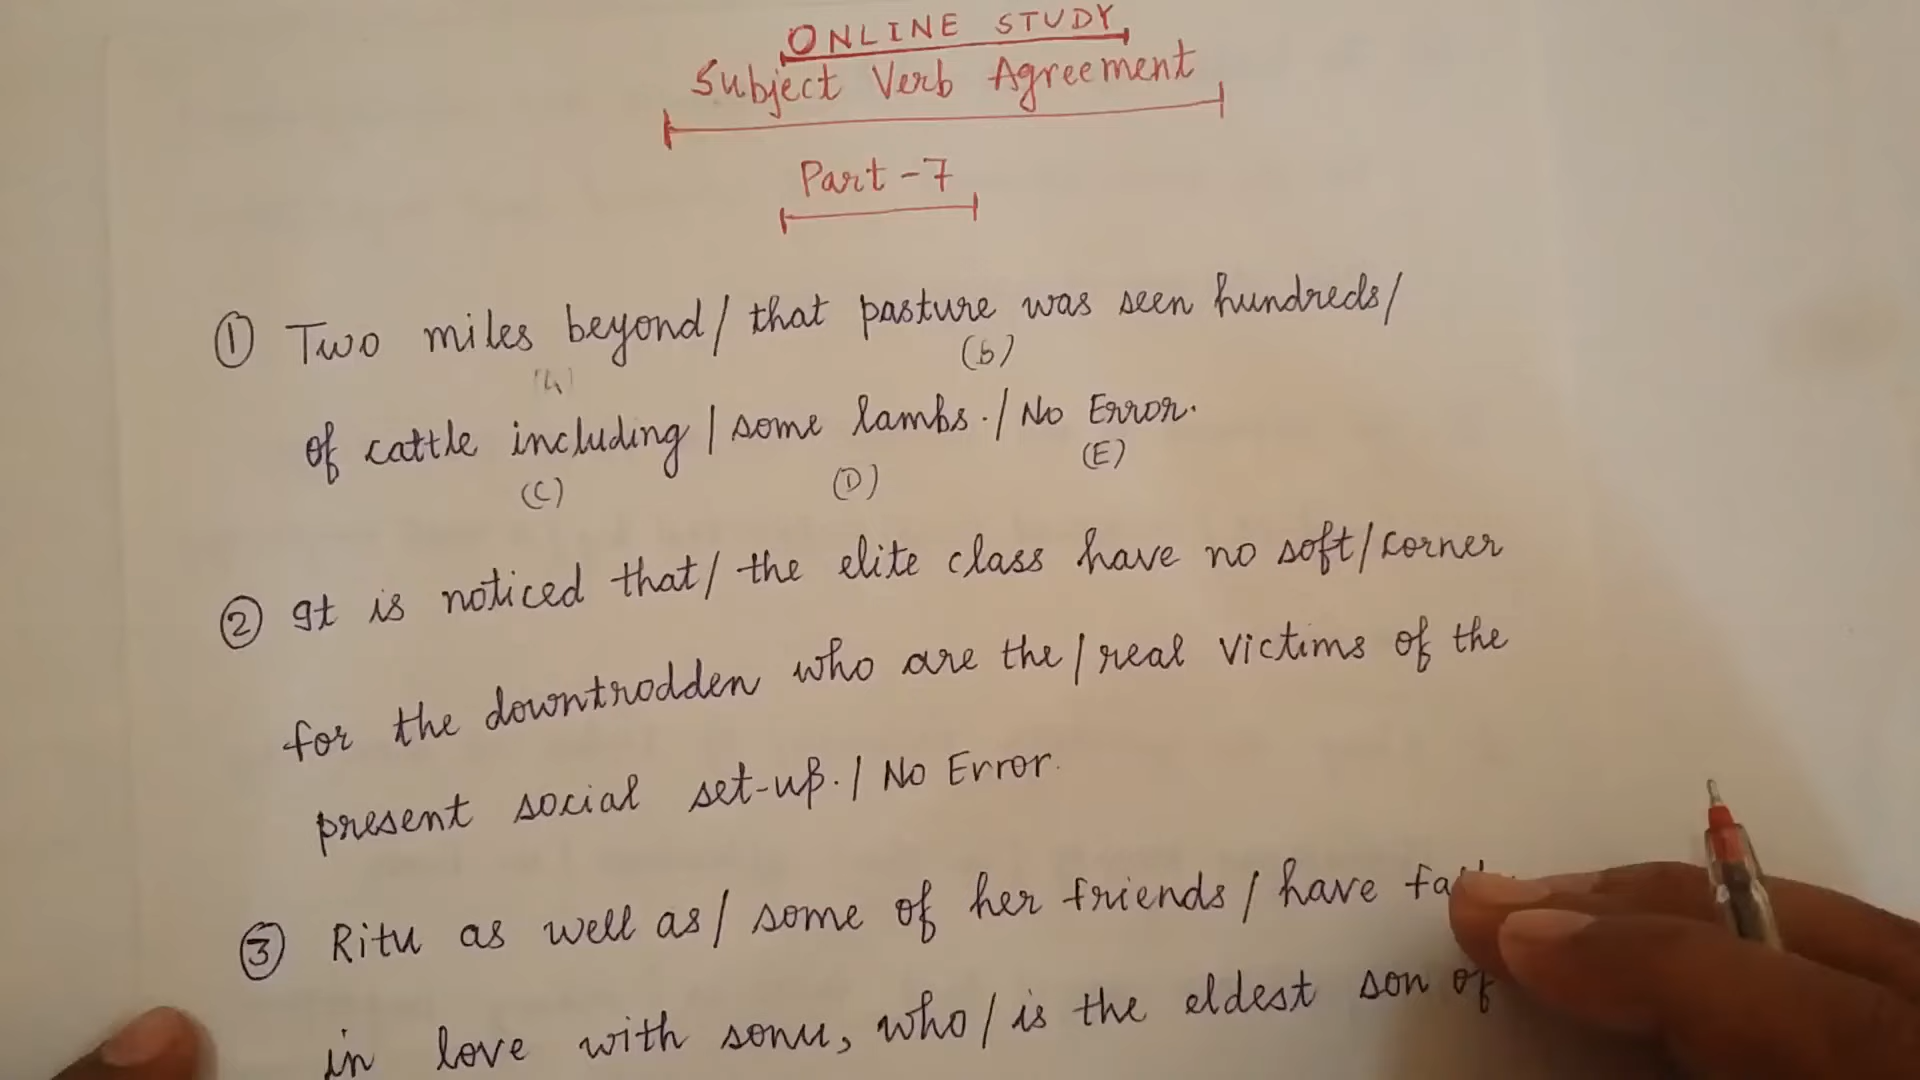 ONLINE STUDY
Subject Verb Agreement
Part-7
① Two miles beyond/ that pasture was seen hundreds/
(A) (b)
of cattle including / some lambs. / No Error.
(C) (D) (E)
② It is noticed that/ the elite class have no soft/corner
for the downtrodden who are the/real victims of the
present social set-up. / No Error.
③ Ritu as well as/ some of her friends / have
in love with sonu, who/is the eldest son of